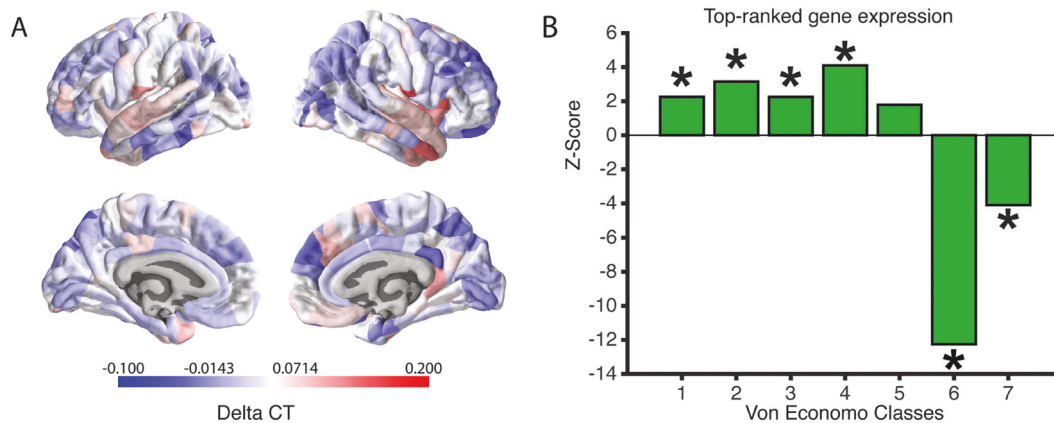 A
-0.100 -0.0143 0.0714 0.200
Delta CT
B
Top-ranked gene expression
Z-Score
6
4
2
0
-2
-4
-6
-8
-10
-12
-14
* * * * * *
1 2 3 4 5 6 7
Von Economo Classes